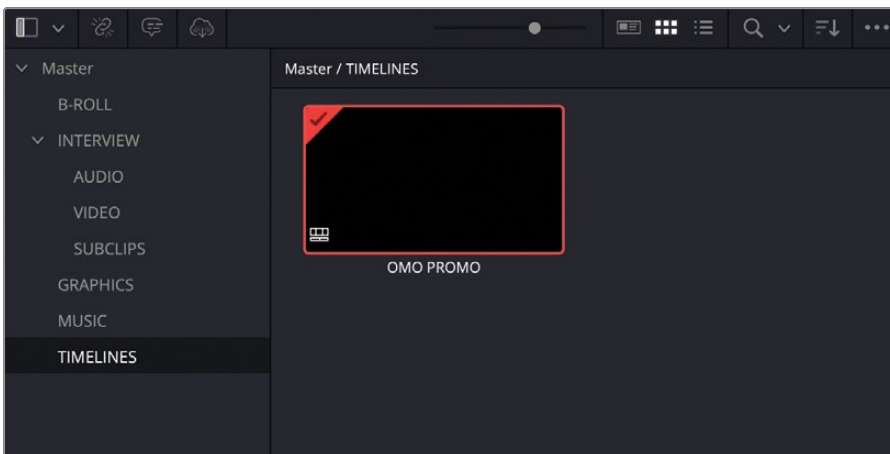 Master
B-ROLL
INTERVIEW
AUDIO
VIDEO
SUBCLIPS
GRAPHICS
MUSIC
TIMELINES
Master / TIMELINES
OMO PROMO